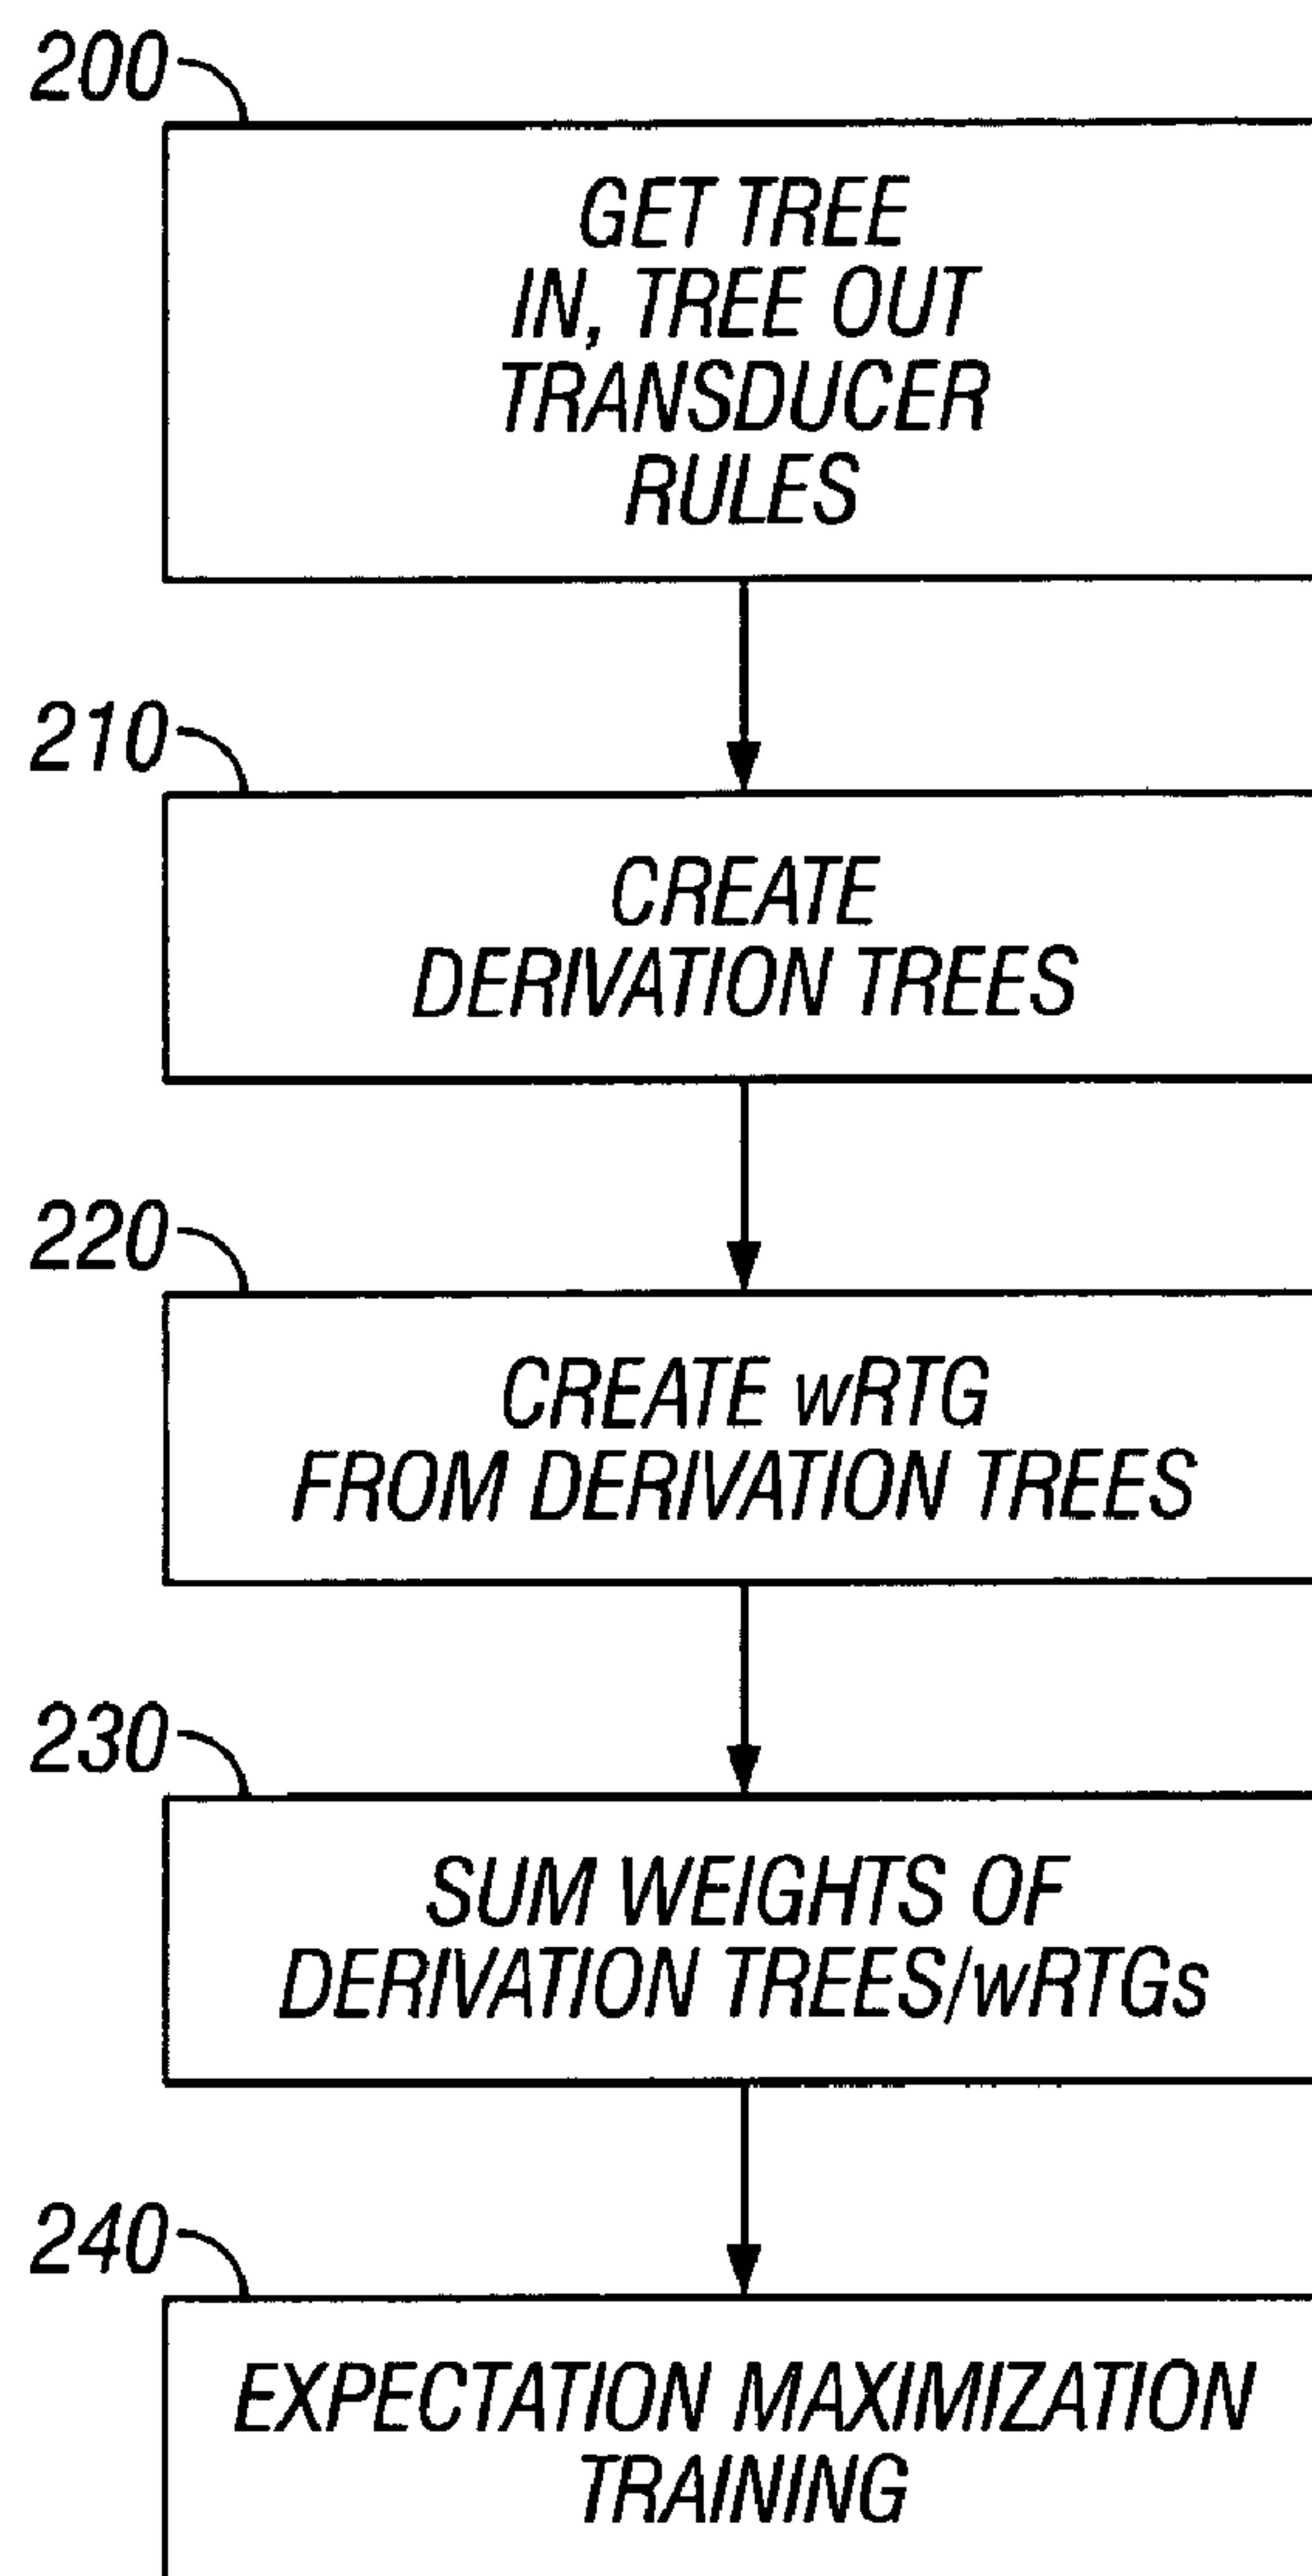 200
GET TREE
IN, TREE OUT
TRANSDUCER
RULES
210
CREATE
DERIVATION TREES
220
CREATE wRTG
FROM DERIVATION TREES
230
SUM WEIGHTS OF
DERIVATION TREES/wRTGs
240
EXPECTATION MAXIMIZATION
TRAINING